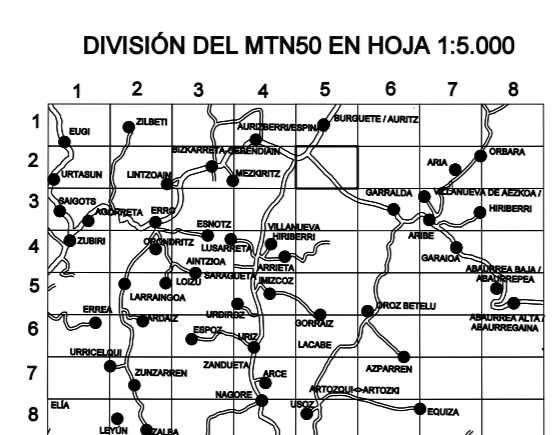 DIVISIÓN DEL MTN50 EN HOJA 1:5.000
1 2 3 4 5 6 7 8
1
ZILBETI
BURGUETE / AURITZ
EUGI
AURIZBERRI/ESPINAL
2
BIZKARRETA-GERENDIAIN
ORBARA
ARIA
URTASUN
LINTZOAIN
MEZKIRITZ
3
SAIGOTS
GARRALDA
VILLANUEVA DE AEZKOA /
HIRIBERRI
AGORRETA
ERRO
ESNOTZ
VILLANUEVA
HIRIBERRI
ARIBE
4
ZUBIRI
ORONDRITZ
LUSARRETA
GARAIOA
AINTZIOA
ARRIETA
ABAURREA BAJA /
ABAURREPEA
5
LOIZU
SARAGUETA
IMIZCOZ
LARRAINGOA
URDIROZ
OROZ BETELU
ABAURREA ALTA /
ABAURREGAINA
6
ERREA
ARDAIZ
ESPOZ
URIZ
GORRAIZ
LACABE
URRICELQUI
ZANDUETA
AZPARREN
7
ZUNZARREN
ARCE
ARTOZQUI<>ARTOZKI
NAGORE
8
ELÍA
USOZ
EQUIZA
LEYÚN
ZALBA